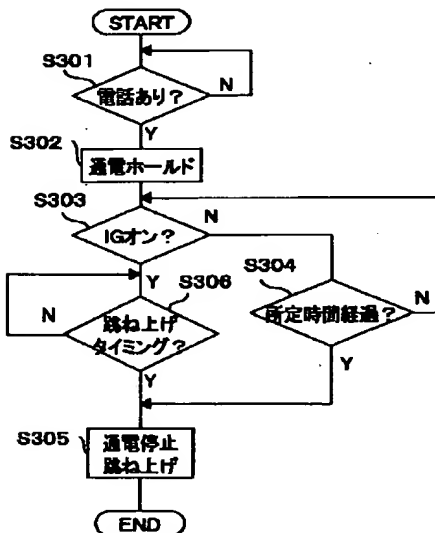 START
S301
電話あり?
N
Y
S302
通電ホールド
S303
IGオン?
N
Y
S304
所定時間経過?
N
Y
S306
跳ね上げ
タイミング?
N
Y
S305
通電停止
跳ね上げ
END